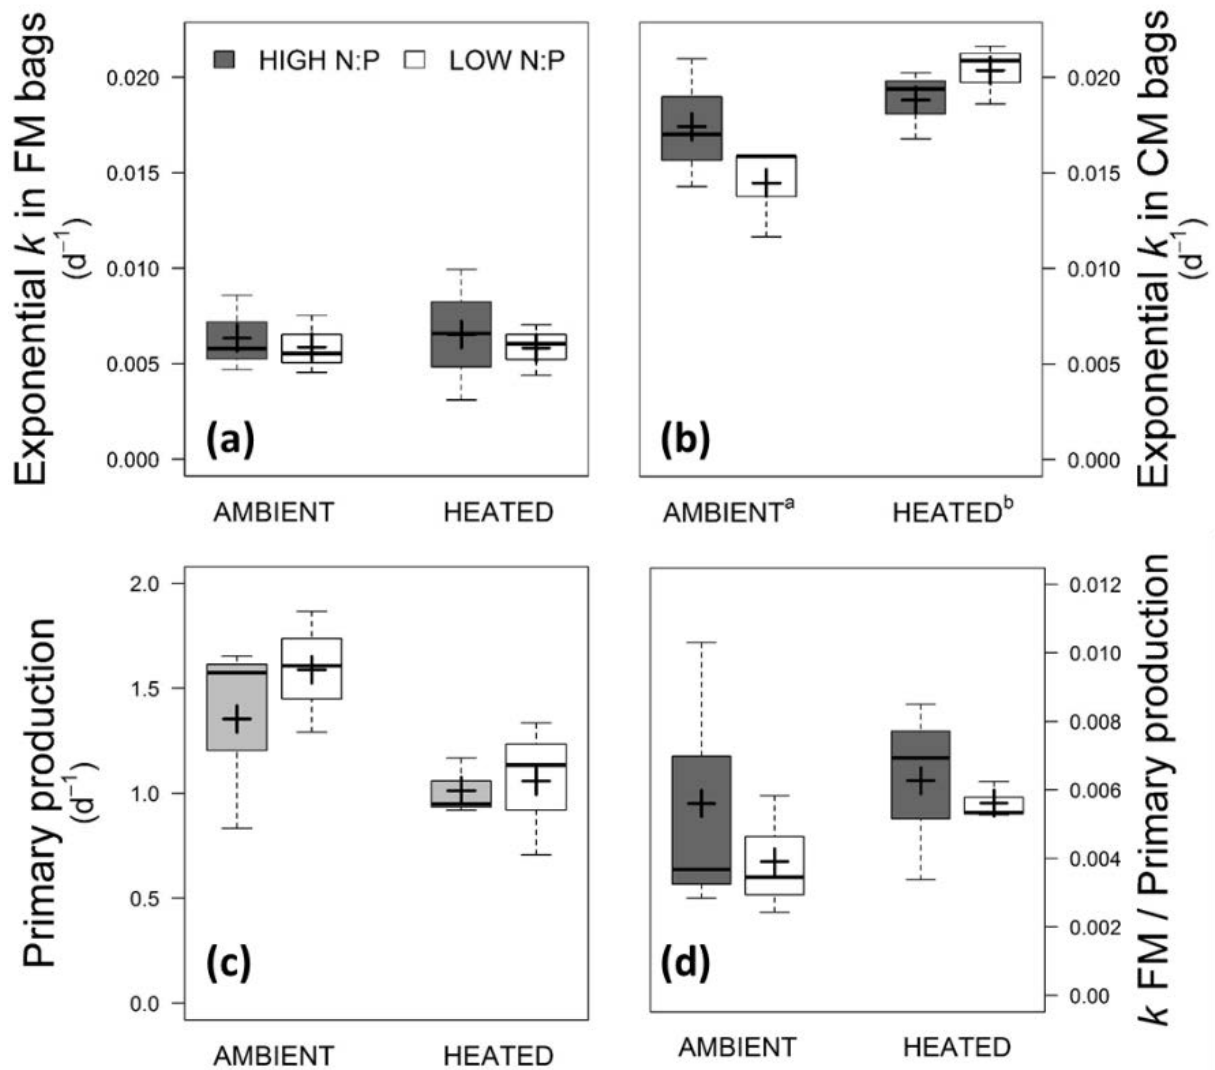 Exponential k in FM bags
(d⁻¹)
HIGH N:P LOW N:P
0.020
0.015
0.010
0.005
0.000
(a)
AMBIENT HEATED
(b)
0.020
0.015
0.010
0.005
0.000
Exponential k in CM bags
(d⁻¹)
AMBIENTᵃ HEATEDᵇ
Primary production
(d⁻¹)
2.0
1.5
1.0
0.5
0.0
(c)
AMBIENT HEATED
(d)
0.012
0.010
0.008
0.006
0.004
0.002
0.00
k FM / Primary production
AMBIENT HEATED